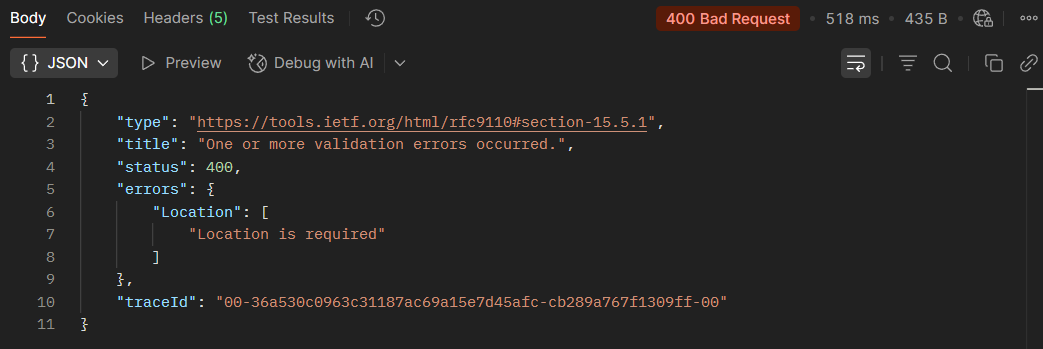 Body Cookies Headers (5) Test Results 400 Bad Request • 518 ms • 435 B
{} JSON Preview Debug with AI
1 {
2 "type": "https://tools.ietf.org/html/rfc9110#section-15.5.1",
3 "title": "One or more validation errors occurred.",
4 "status": 400,
5 "errors": {
6 "Location": [
7 "Location is required"
8 ]
9 },
10 "traceId": "00-36a530c0963c31187ac69a15e7d45afc-cb289a767f1309ff-00"
11 }